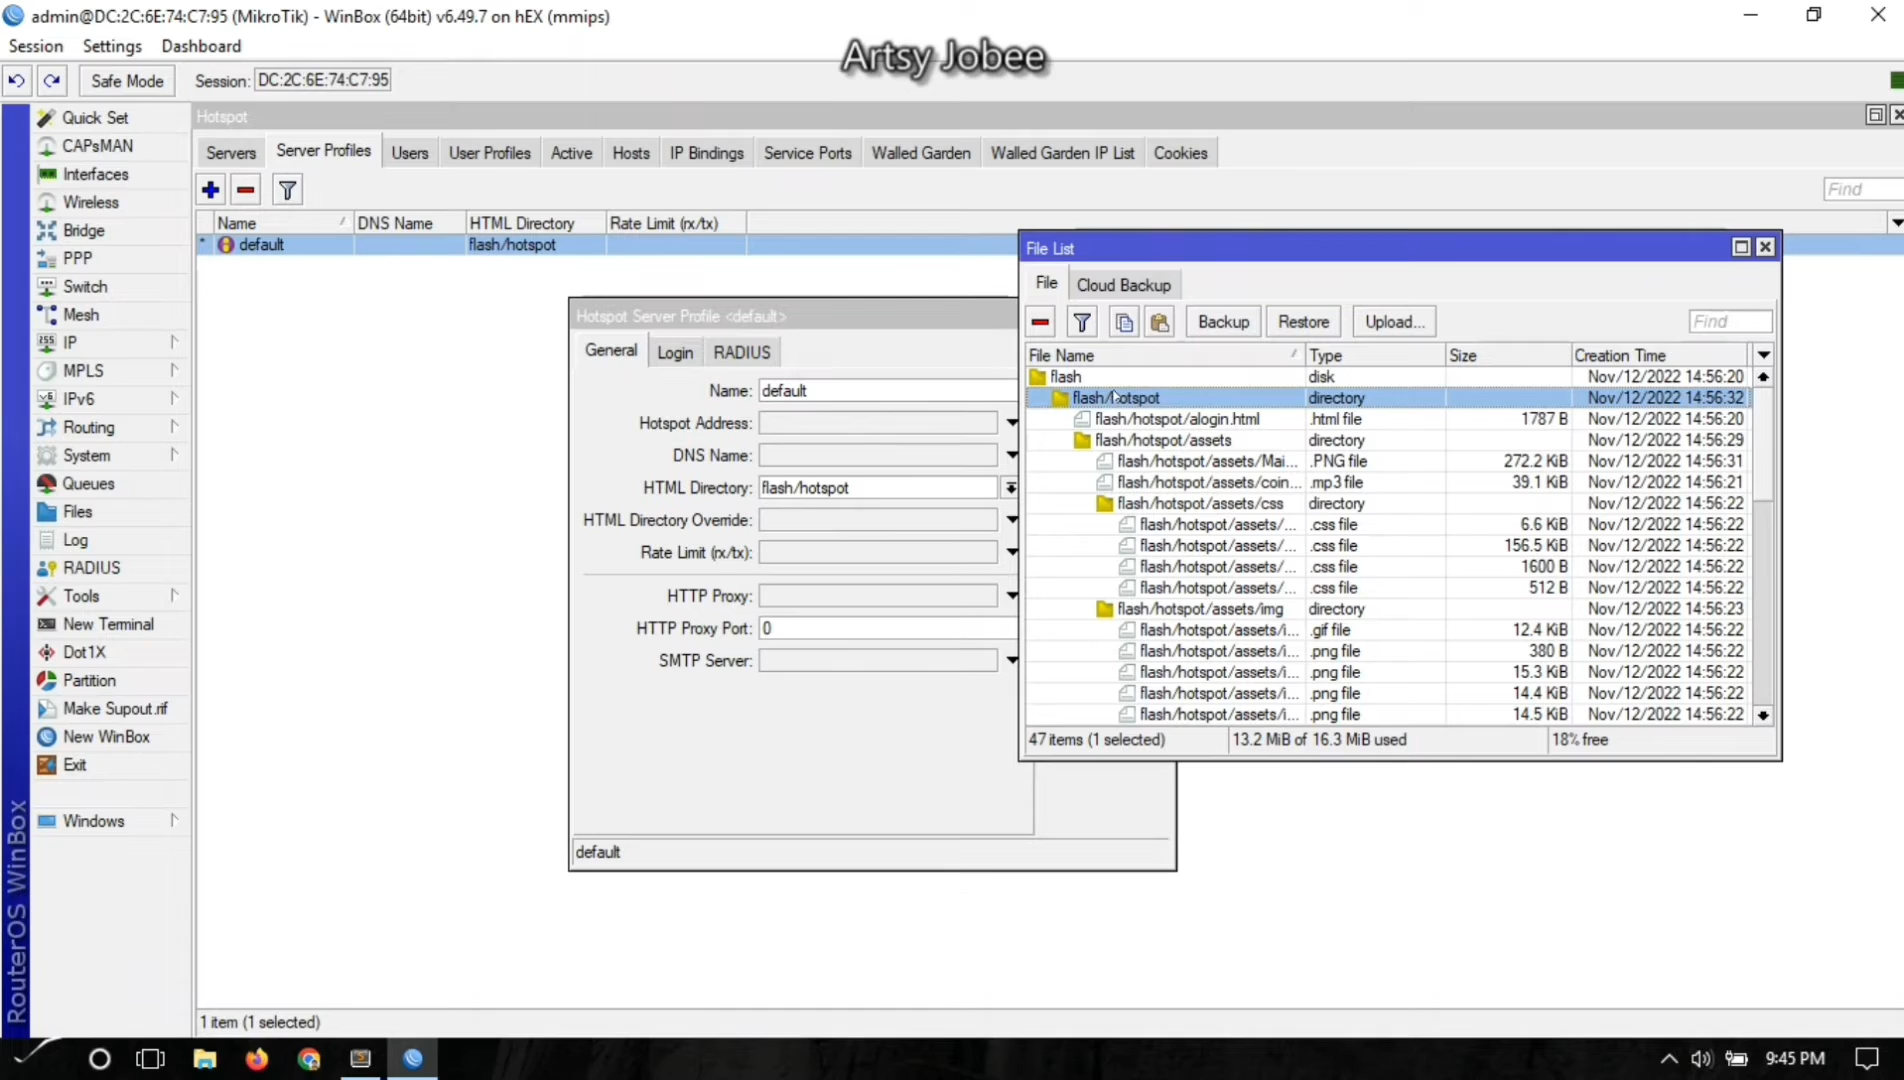 admin@DC:2C:6E:74:C7:95 (MikroTik) - WinBox (64bit) v6.49.7 on hEX (mmips)
Session Settings Dashboard
Artsy Jobee
Safe Mode Session: DC:2C:6E:74:C7:95
Quick Set
CAPsMAN
Interfaces
Wireless
Bridge
PPP
Switch
Mesh
IP
MPLS
IPv6
Routing
System
Queues
Files
Log
RADIUS
Tools
New Terminal
Dot1X
Partition
Make Supout.rif
New WinBox
Exit
Windows
RouterOS WinBox
Hotspot
Servers Server Profiles Users User Profiles Active Hosts IP Bindings Service Ports Walled Garden Walled Garden IP List Cookies
Find
Name DNS Name HTML Directory Rate Limit (rx/tx)
* default flash/hotspot
Hotspot Server Profile <default>
General Login RADIUS
Name: default
Hotspot Address:
DNS Name:
HTML Directory: flash/hotspot
HTML Directory Override:
Rate Limit (rx/tx):
HTTP Proxy:
HTTP Proxy Port: 0
SMTP Server:
default
File List
File Cloud Backup
Backup Restore Upload... Find
File Name Type Size Creation Time
flash disk Nov/12/2022 14:56:20
flash/hotspot directory Nov/12/2022 14:56:32
flash/hotspot/alogin.html .html file 1787 B Nov/12/2022 14:56:20
flash/hotspot/assets directory Nov/12/2022 14:56:29
flash/hotspot/assets/Mai... .PNG file 272.2 KiB Nov/12/2022 14:56:31
flash/hotspot/assets/coin... .mp3 file 39.1 KiB Nov/12/2022 14:56:21
flash/hotspot/assets/css directory Nov/12/2022 14:56:22
flash/hotspot/assets/... .css file 6.6 KiB Nov/12/2022 14:56:22
flash/hotspot/assets/... .css file 156.5 KiB Nov/12/2022 14:56:22
flash/hotspot/assets/... .css file 1600 B Nov/12/2022 14:56:22
flash/hotspot/assets/... .css file 512 B Nov/12/2022 14:56:22
flash/hotspot/assets/img directory Nov/12/2022 14:56:23
flash/hotspot/assets/i... .gif file 12.4 KiB Nov/12/2022 14:56:22
flash/hotspot/assets/i... .png file 380 B Nov/12/2022 14:56:22
flash/hotspot/assets/i... .png file 15.3 KiB Nov/12/2022 14:56:22
flash/hotspot/assets/i... .png file 14.4 KiB Nov/12/2022 14:56:22
flash/hotspot/assets/i... .png file 14.5 KiB Nov/12/2022 14:56:22
47 items (1 selected) 13.2 MiB of 16.3 MiB used 18% free
1 item (1 selected)
9:45 PM